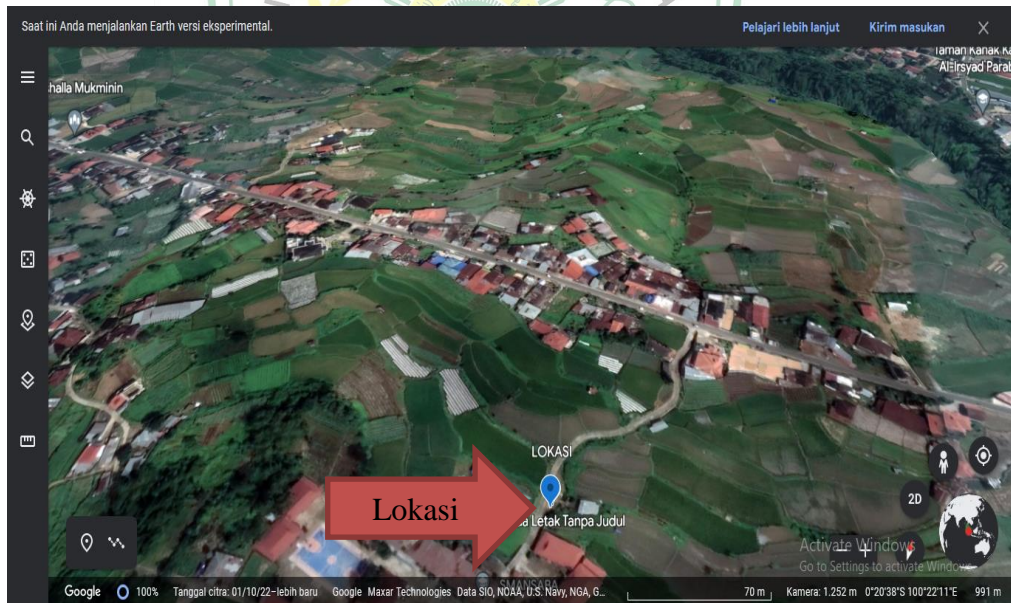 Saat ini Anda menjalankan Earth versi eksperimental.
Pelajari lebih lanjut
Kirim masukan
Taman Kanak
Al-Irsyad Parab
halla Mukminin
LOKASI
Lokasi
Letak Tanpa Judul
2D
SMANSABA
Activate Windows
Go to Settings to activate Windows.
Google
100%
Tanggal citra: 01/10/22–lebih baru
Google Maxar Technologies Data SIO, NOAA, U.S. Navy, NGA, G...
70 m
Kamera: 1.252 m 0°20'38"S 100°22'11"E
991 m